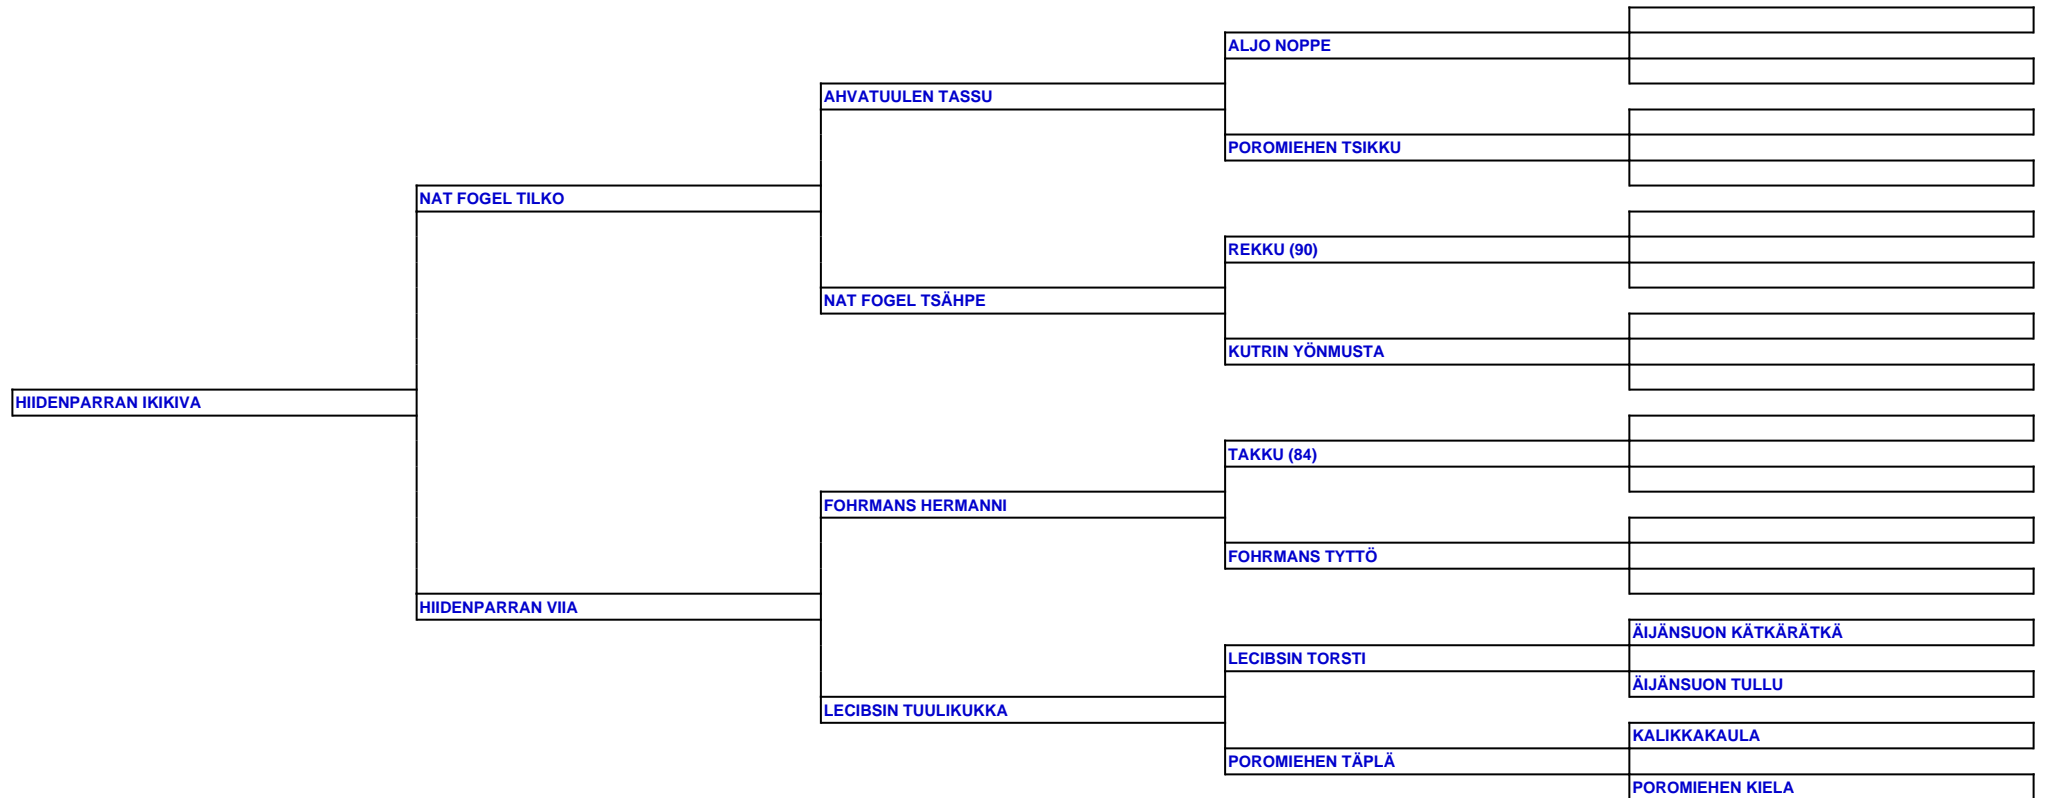 ALJO NOPPE
AHVATUULEN TASSU
POROMIEHEN TSIKKU
NAT FOGEL TILKO
REKKU (90)
NAT FOGEL TSÄHPE
KUTRIN YÖNMUSTA
HIIDENPARRAN IKIKIVA
TAKKU (84)
FOHRMANS HERMANNI
FOHRMANS TYTTÖ
HIIDENPARRAN VIIA
ÄIJÄNSUON KÄTKÄRÄTKÄ
LECIBSIN TORSTI
ÄIJÄNSUON TULLU
LECIBSIN TUULIKUKKA
KALIKKAKAULA
POROMIEHEN TÄPLÄ
POROMIEHEN KIELA